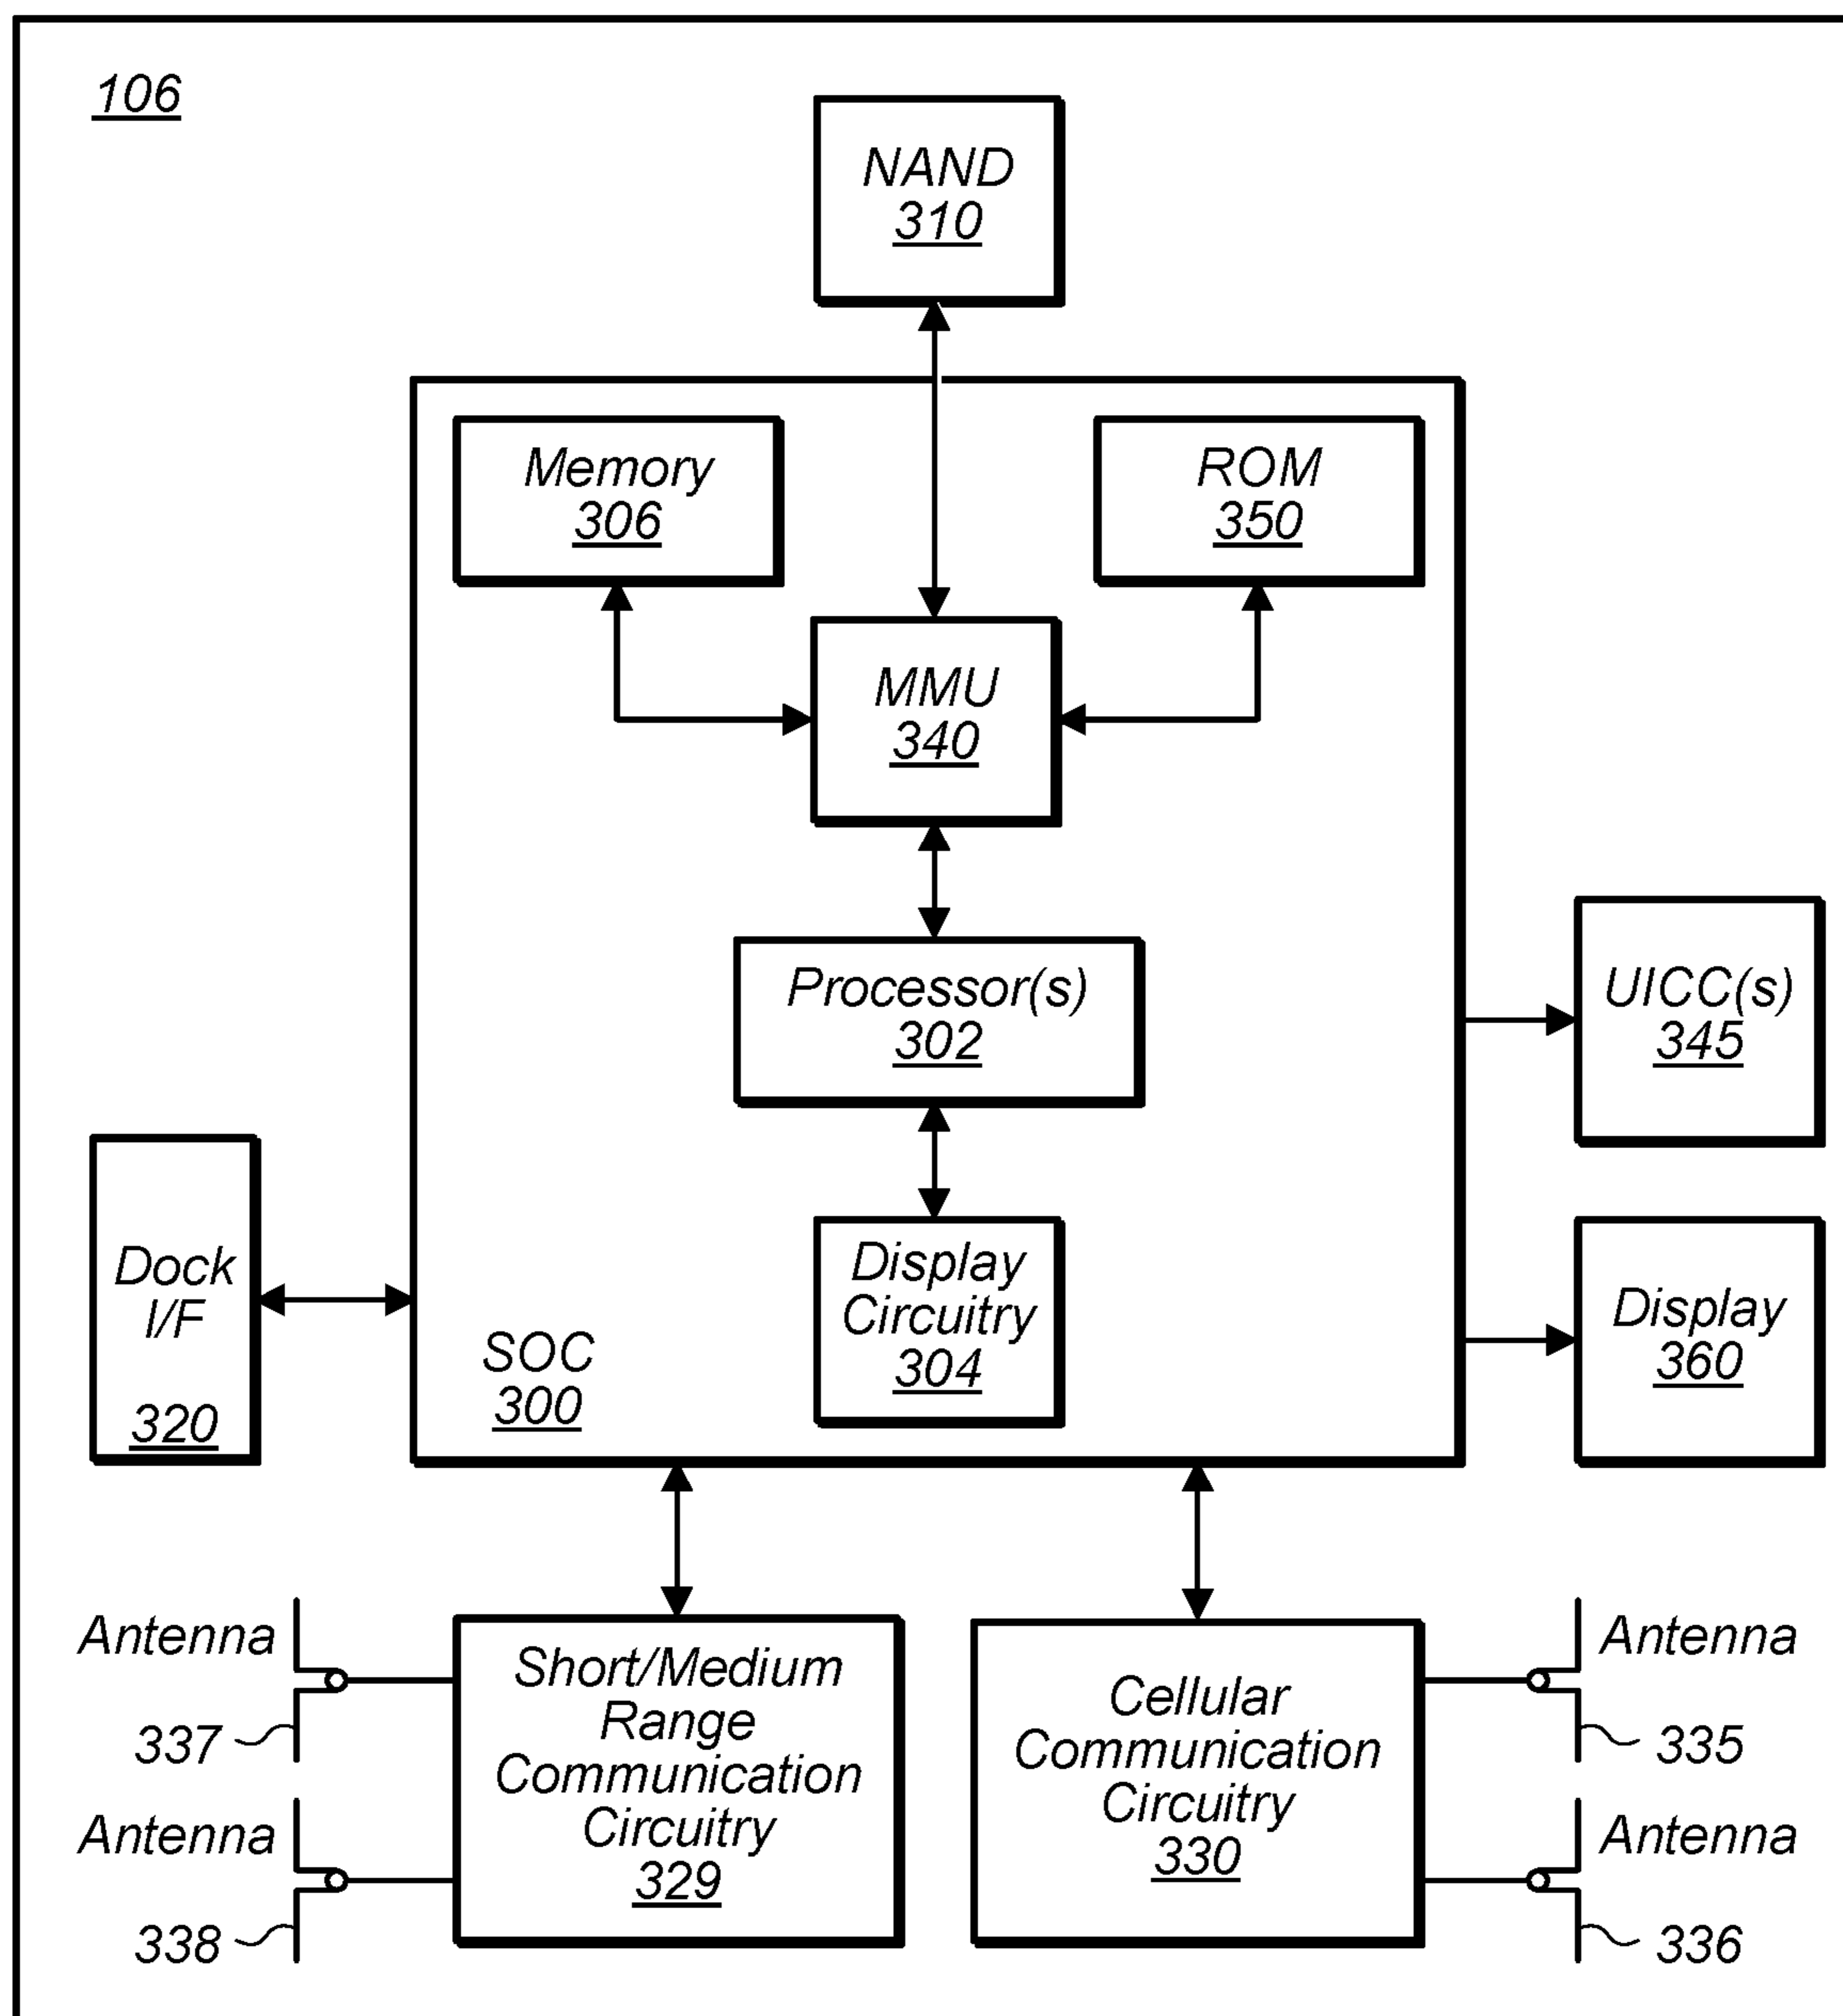 106
NAND
310
Memory
306
ROM
350
MMU
340
Processor(s)
302
UICC(s)
345
Dock
I/F
320
Display
Circuitry
304
SOC
300
Display
360
Antenna
337
Antenna
338
Short/Medium
Range
Communication
Circuitry
329
Cellular
Communication
Circuitry
330
Antenna
335
Antenna
336